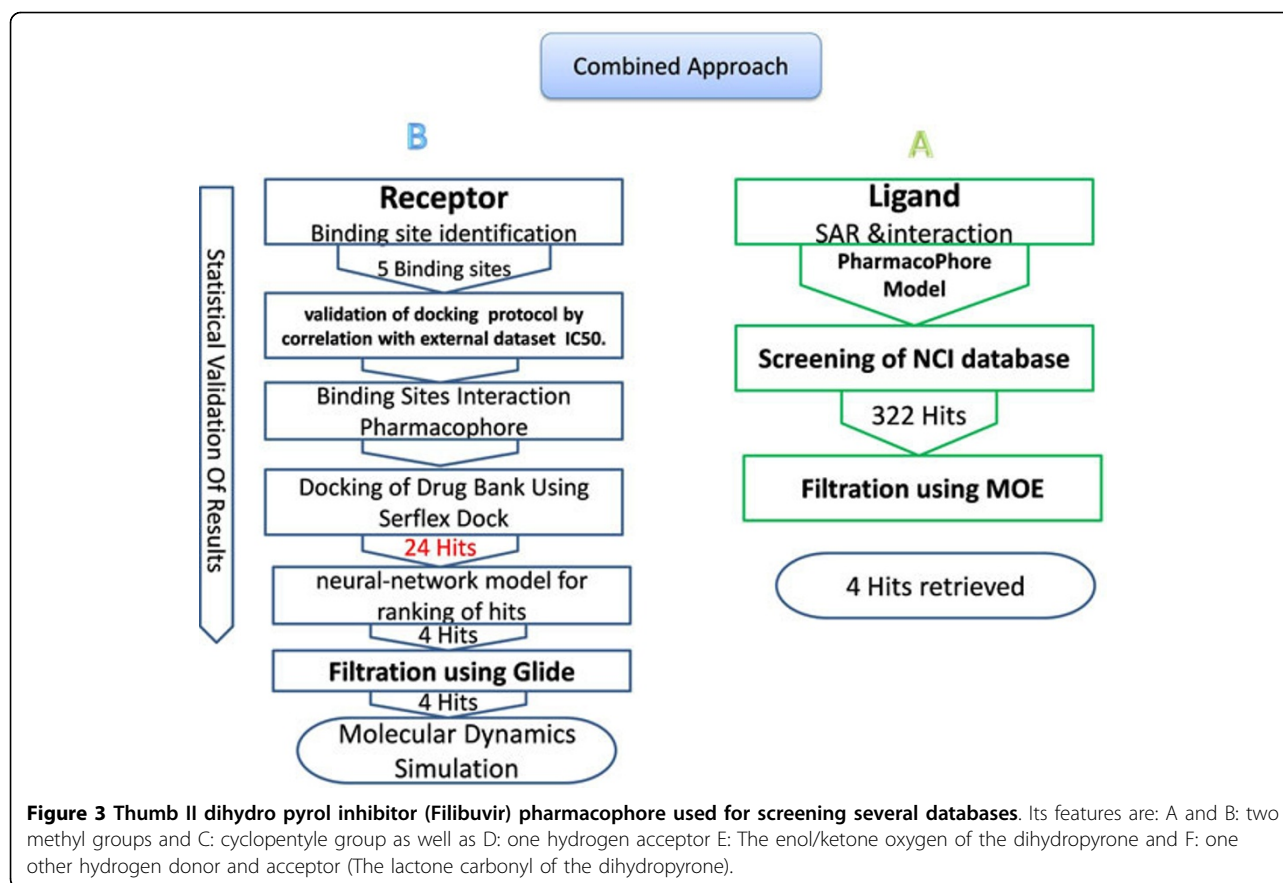 Combined Approach
B
Statistical Validation Of Results
Receptor
Binding site identification
5 Binding sites
validation of docking protocol by
correlation with external dataset IC50.
Binding Sites Interaction
Pharmacophore
Docking of Drug Bank Using
Serflex Dock
24 Hits
neural-network model for
ranking of hits
4 Hits
Filtration using Glide
4 Hits
Molecular Dynamics
Simulation
A
Ligand
SAR &interaction
PharmacoPhore
Model
Screening of NCI database
322 Hits
Filtration using MOE
4 Hits retrieved
Figure 3 Thumb II dihydro pyrol inhibitor (Filibuvir) pharmacophore used for screening several databases. Its features are: A and B: two
methyl groups and C: cyclopentyle group as well as D: one hydrogen acceptor E: The enol/ketone oxygen of the dihydropyrone and F: one
other hydrogen donor and acceptor (The lactone carbonyl of the dihydropyrone).